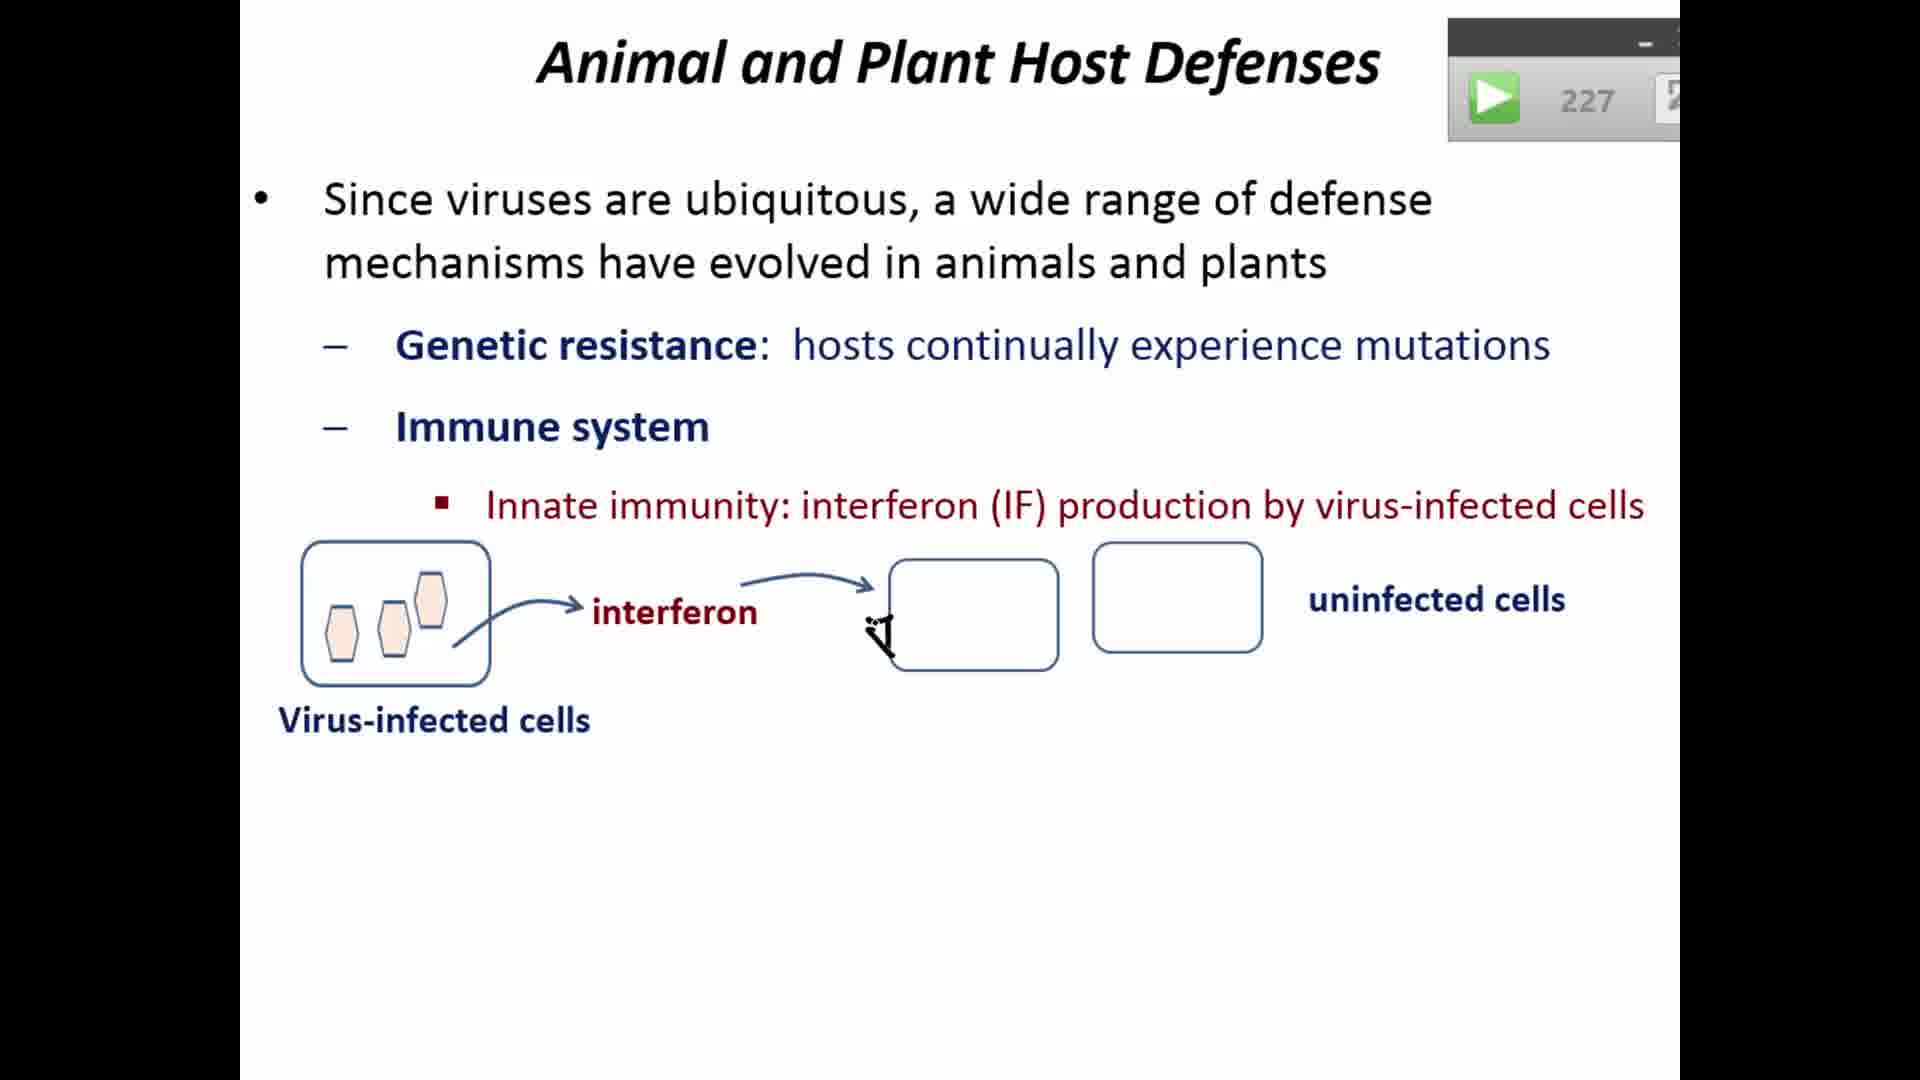 Animal and Plant Host Defenses
227
• Since viruses are ubiquitous, a wide range of defense
mechanisms have evolved in animals and plants
– Genetic resistance: hosts continually experience mutations
– Immune system
▪ Innate immunity: interferon (IF) production by virus-infected cells
interferon
uninfected cells
Virus-infected cells